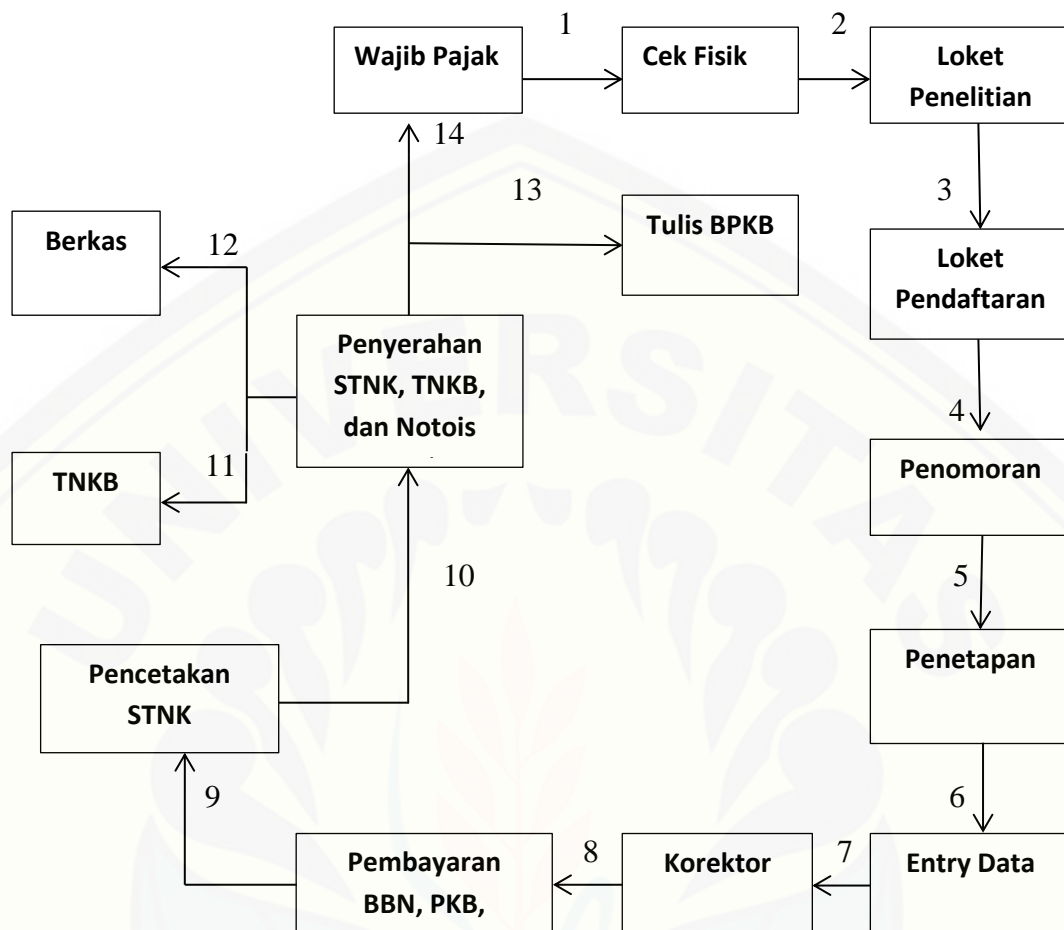 1
2
Wajib Pajak
Cek Fisik
Loket
Penelitian
14
3
13
Berkas
12
Tulis BPKB
Loket
Pendaftaran
Penyerahan
STNK, TNKB,
dan Notois
4
11
TNKB
Penomoran
10
5
Pencetakan
STNK
Penetapan
9
6
Pembayaran
BBN, PKB,
8
Korektor
7
Entry Data
UNIVERSITAS